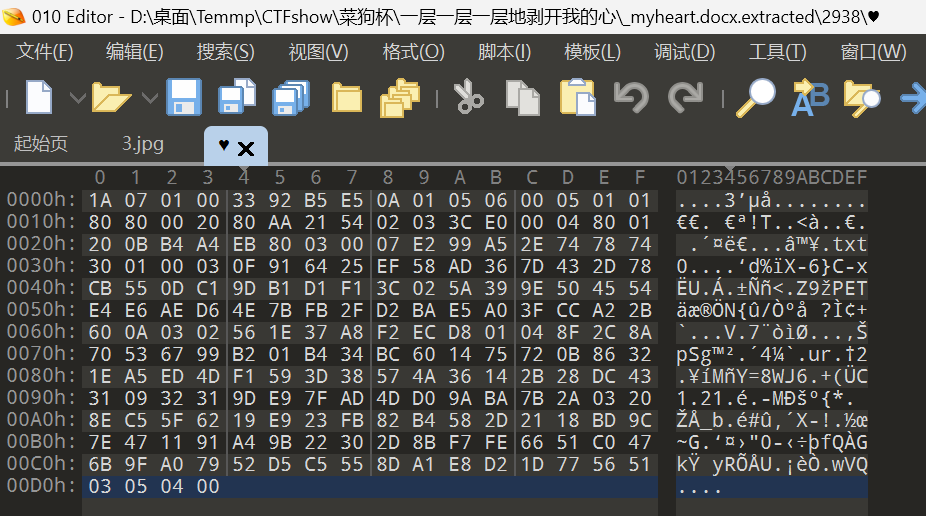 010 Editor - D:\桌面\Temmp\CTFshow\菜狗杯\一层一层一层地剥开我的心\_myheart.docx.extracted\2938\♥
文件(F) 编辑(E) 搜索(S) 视图(V) 格式(O) 脚本(I) 模板(L) 调试(D) 工具(T) 窗口(W)
起始页 3.jpg ♥
0 1 2 3 4 5 6 7 8 9 A B C D E F 0123456789ABCDEF
0000h: 1A 07 01 00 33 92 B5 E5 0A 01 05 06 00 05 01 01 ....3’µå........
0010h: 80 80 00 20 80 AA 21 54 02 03 3C E0 00 04 80 01 €€. €ª!T..<à..€.
0020h: 20 0B B4 A4 EB 80 03 00 07 E2 99 A5 2E 74 78 74  .´¤ë€...â™¥.txt
0030h: 30 01 00 03 0F 91 64 25 EF 58 AD 36 7D 43 2D 78 0....‘d%ïX-6}C-x
0040h: CB 55 0D C1 9D B1 D1 F1 3C 02 5A 39 9E 50 45 54 ËU.Á.±Ññ<.Z9žPET
0050h: E4 E6 AE D6 4E 7B FB 2F D2 BA E5 A0 3F CC A2 2B äæ®ÖN{û/Òºå ?Ì¢+
0060h: 60 0A 03 02 56 1E 37 A8 F2 EC D8 01 04 8F 2C 8A `...V.7¨òìØ...,Š
0070h: 70 53 67 99 B2 01 B4 34 BC 60 14 75 72 0B 86 32 pSg™².´4¼`.ur.†2
0080h: 1E A5 ED 4D F1 59 3D 38 57 4A 36 14 2B 28 DC 43 .¥íMñY=8WJ6.+(ÜC
0090h: 31 09 32 31 9D E9 7F AD 4D D0 9A BA 7B 2A 03 20 1.21.é.-MÐšº{*.
00A0h: 8E C5 5F 62 19 E9 23 FB 82 B4 58 2D 21 18 BD 9C ŽÅ_b.é#û‚´X-!.½œ
00B0h: 7E 47 11 91 A4 9B 22 30 2D 8B F7 FE 66 51 C0 47 ~G.‘¤›"0-‹÷þfQÀG
00C0h: 6B 9F A0 79 52 D5 C5 55 8D A1 E8 D2 1D 77 56 51 kŸ yRÕÅU.¡èÒ.wVQ
00D0h: 03 05 04 00 ....